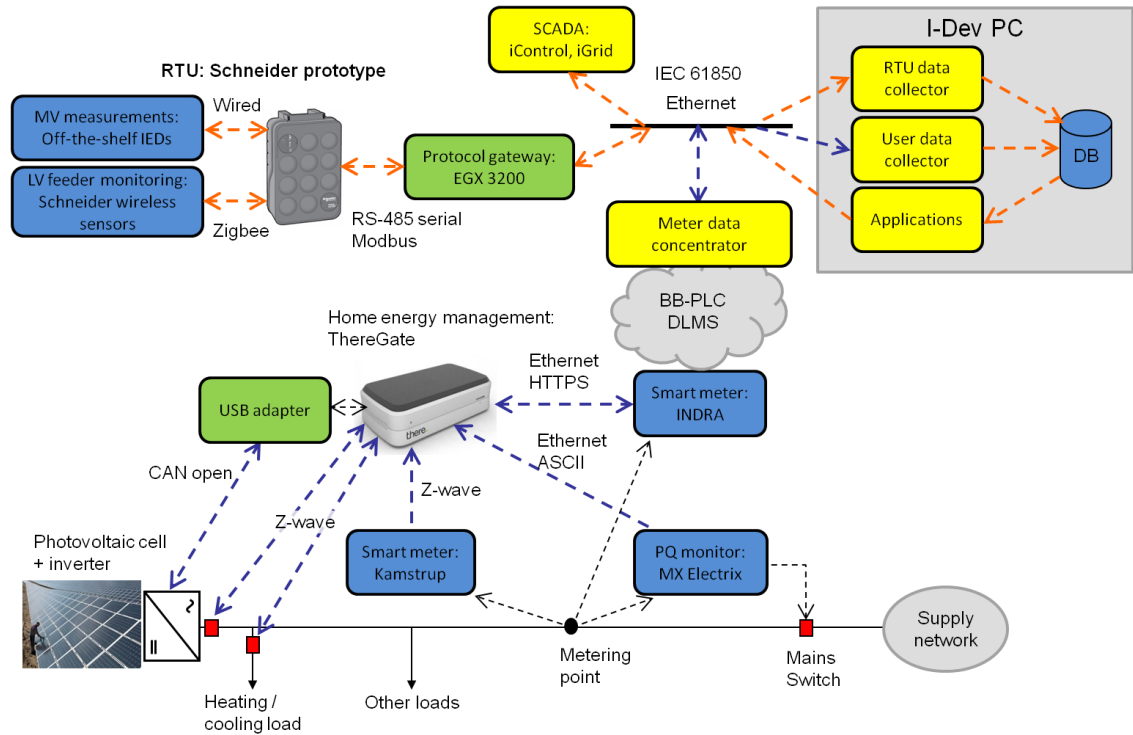 SCADA:
iControl, iGrid
I-Dev PC
RTU: Schneider prototype
IEC 61850
Ethernet
RTU data
collector
MV measurements:
Off-the-shelf IEDs
Wired
User data
collector
DB
Protocol gateway:
EGX 3200
LV feeder monitoring:
Schneider wireless
sensors
Zigbee
RS-485 serial
Modbus
Meter data
concentrator
Applications
BB-PLC
DLMS
Home energy management:
ThereGate
Ethernet
HTTPS
USB adapter
there
Smart meter:
INDRA
Ethernet
ASCII
CAN open
Z-wave
Z-wave
Photovoltaic cell
+ inverter
Smart meter:
Kamstrup
PQ monitor:
MX Electrix
~
=
Supply
network
Metering
point
Mains
Switch
Heating /
cooling load
Other loads